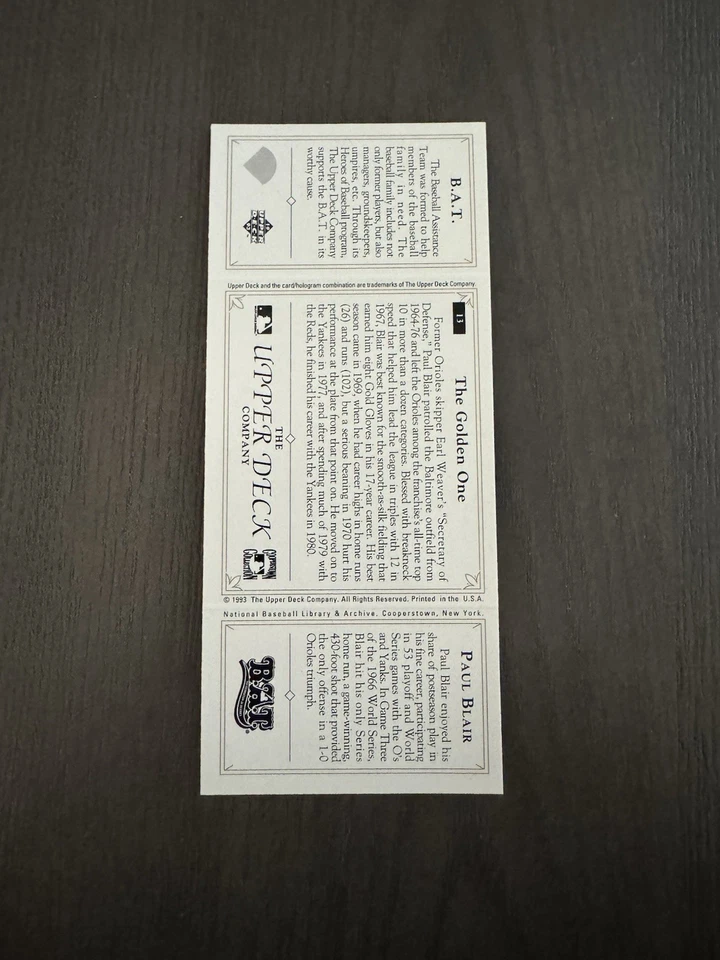 B.A.T.
The Baseball Assistance
Team was formed to help
members of the baseball
family in need. The
baseball family includes not
only former players, but also
managers, groundskeepers,
umpires, etc. Through its
Heroes of Baseball program,
The Upper Deck Company
supports the B.A.T. in its
worthy cause.
UPPER
DECK
Upper Deck and the card/hologram combination are trademarks of The Upper Deck Company.
13
The Golden One
Former Orioles skipper Earl Weaver's "Secretary of
Defense," Paul Blair patrolled the Baltimore outfield from
1964-76 and left the Orioles among the franchise's all-time top
10 in more than a dozen categories. Blessed with breakneck
speed that helped him lead the league in triples with 12 in
1967, Blair was best known for the smooth-as-silk fielding that
earned him eight Gold Gloves in his 17-year career. His best
season came in 1969, when he had career highs in home runs
(26) and runs (102), but a serious beaning in 1970 hurt his
performance at the plate from that point on. He moved on to
the Yankees in 1977, and after spending much of 1979 with
the Reds, he finished his career with the Yankees in 1980.
THE
UPPER DECK
COMPANY
© 1993 The Upper Deck Company. All Rights Reserved. Printed in the U.S.A.
National Baseball Library & Archive, Cooperstown, New York.
PAUL BLAIR
Paul Blair enjoyed his
share of postseason play in
his fine career, participating
in 53 playoff and World
Series games with the O's
and Yanks. In Game Three
of the 1966 World Series,
Blair hit his only Series
home run, a game-winning,
430-foot shot that provided
the only offense in a 1-0
Orioles triumph.
B.A.T.